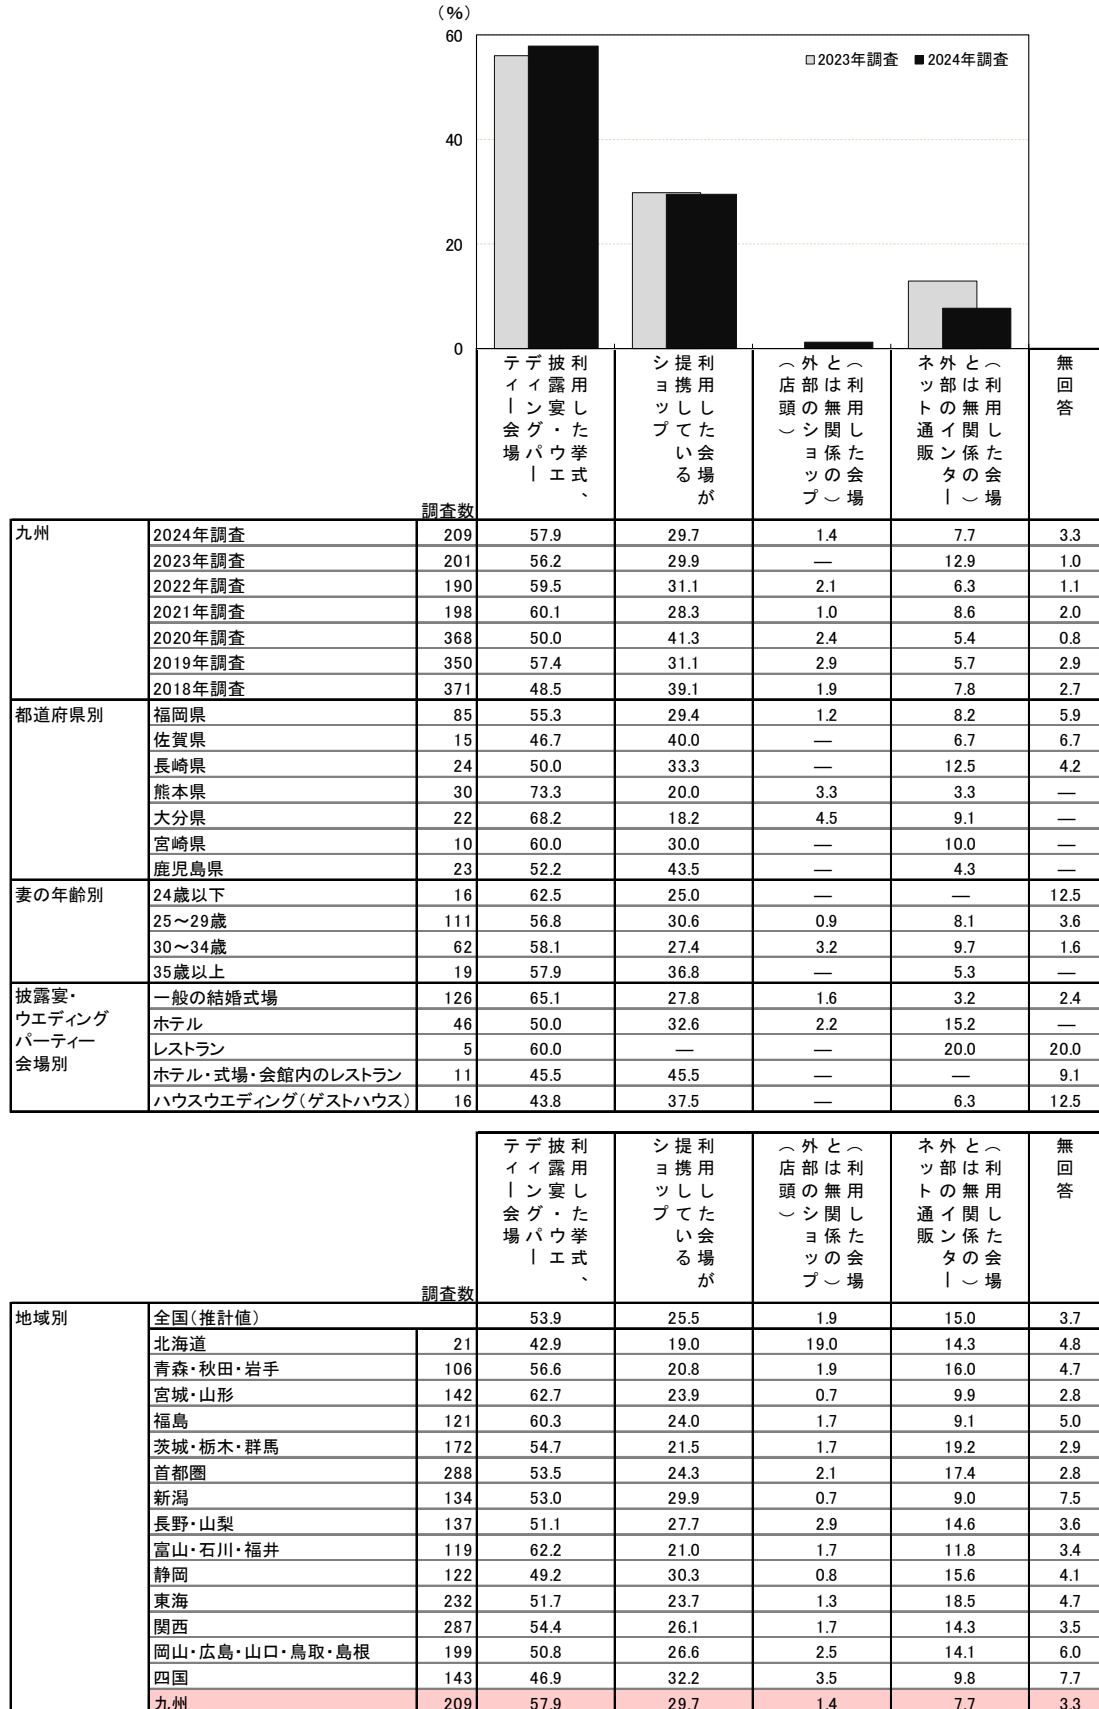 (%)
60
□2023年調査 ■2024年調査
40
20
0
利用した挙式、
披露宴・ウエ
ディングパー
ティー会場
利用した会場が
提携している
ショップ
（利用した会場
とは無関係の）
外部のショップ
（店頭）
（利用した会場
とは無関係の）
外部のインター
ネット通販
無回答
調査数
九州 2024年調査 209 57.9 29.7 1.4 7.7 3.3
2023年調査 201 56.2 29.9 ― 12.9 1.0
2022年調査 190 59.5 31.1 2.1 6.3 1.1
2021年調査 198 60.1 28.3 1.0 8.6 2.0
2020年調査 368 50.0 41.3 2.4 5.4 0.8
2019年調査 350 57.4 31.1 2.9 5.7 2.9
2018年調査 371 48.5 39.1 1.9 7.8 2.7
都道府県別 福岡県 85 55.3 29.4 1.2 8.2 5.9
佐賀県 15 46.7 40.0 ― 6.7 6.7
長崎県 24 50.0 33.3 ― 12.5 4.2
熊本県 30 73.3 20.0 3.3 3.3 ―
大分県 22 68.2 18.2 4.5 9.1 ―
宮崎県 10 60.0 30.0 ― 10.0 ―
鹿児島県 23 52.2 43.5 ― 4.3 ―
妻の年齢別 24歳以下 16 62.5 25.0 ― ― 12.5
25～29歳 111 56.8 30.6 0.9 8.1 3.6
30～34歳 62 58.1 27.4 3.2 9.7 1.6
35歳以上 19 57.9 36.8 ― 5.3 ―
披露宴・ 一般の結婚式場 126 65.1 27.8 1.6 3.2 2.4
ウエディング ホテル 46 50.0 32.6 2.2 15.2 ―
パーティー レストラン 5 60.0 ― ― 20.0 20.0
会場別 ホテル・式場・会館内のレストラン 11 45.5 45.5 ― ― 9.1
ハウスウエディング（ゲストハウス） 16 43.8 37.5 ― 6.3 12.5
利用した挙式、
披露宴・ウエ
ディングパー
ティー会場
利用した会場が
提携している
ショップ
（利用した会場
とは無関係の）
外部のショップ
（店頭）
（利用した会場
とは無関係の）
外部のインター
ネット通販
無回答
調査数
地域別 全国（推計値） 53.9 25.5 1.9 15.0 3.7
北海道 21 42.9 19.0 19.0 14.3 4.8
青森・秋田・岩手 106 56.6 20.8 1.9 16.0 4.7
宮城・山形 142 62.7 23.9 0.7 9.9 2.8
福島 121 60.3 24.0 1.7 9.1 5.0
茨城・栃木・群馬 172 54.7 21.5 1.7 19.2 2.9
首都圏 288 53.5 24.3 2.1 17.4 2.8
新潟 134 53.0 29.9 0.7 9.0 7.5
長野・山梨 137 51.1 27.7 2.9 14.6 3.6
富山・石川・福井 119 62.2 21.0 1.7 11.8 3.4
静岡 122 49.2 30.3 0.8 15.6 4.1
東海 232 51.7 23.7 1.3 18.5 4.7
関西 287 54.4 26.1 1.7 14.3 3.5
岡山・広島・山口・鳥取・島根 199 50.8 26.6 2.5 14.1 6.0
四国 143 46.9 32.2 3.5 9.8 7.7
九州 209 57.9 29.7 1.4 7.7 3.3